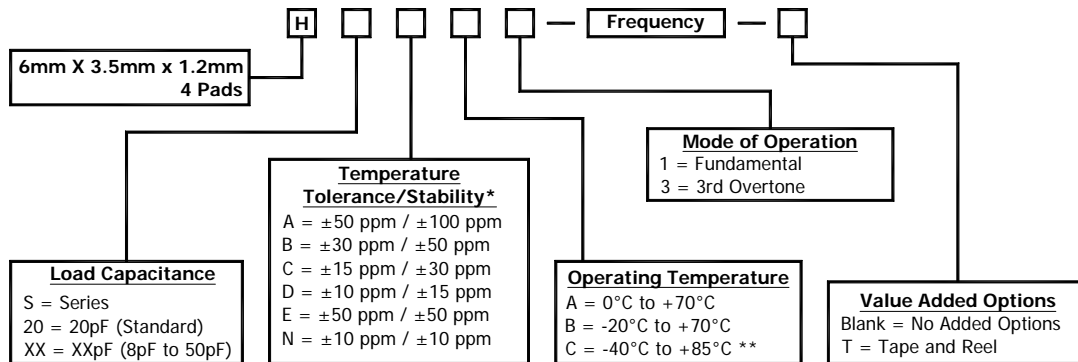 H
Frequency
6mm X 3.5mm x 1.2mm
4 Pads
Mode of Operation
1 = Fundamental
3 = 3rd Overtone
Temperature
Tolerance/Stability*
A = ±50 ppm / ±100 ppm
B = ±30 ppm / ±50 ppm
C = ±15 ppm / ±30 ppm
D = ±10 ppm / ±15 ppm
E = ±50 ppm / ±50 ppm
N = ±10 ppm / ±10 ppm
Load Capacitance
S = Series
20 = 20pF (Standard)
XX = XXpF (8pF to 50pF)
Operating Temperature
A = 0°C to +70°C
B = -20°C to +70°C
C = -40°C to +85°C **
Value Added Options
Blank = No Added Options
T = Tape and Reel